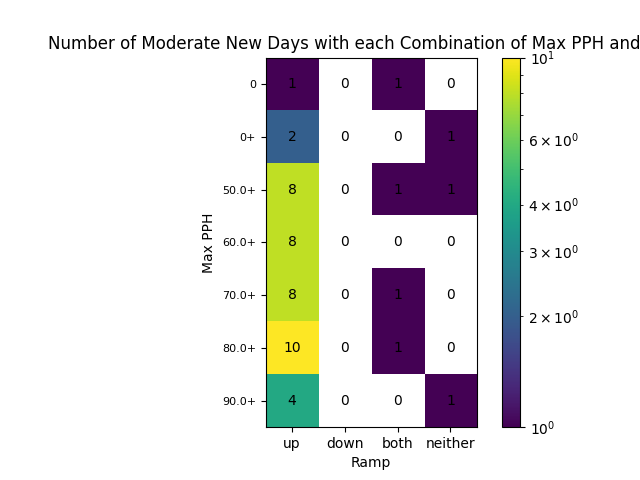 Number of Moderate New Days with each Combination of Max PPH and
0 1 0 1 0
0+ 2 0 0 1
50.0+ 8 0 1 1
60.0+ 8 0 0 0
70.0+ 8 0 1 0
80.0+ 10 0 1 0
90.0+ 4 0 0 1
up down both neither
Ramp
Max PPH
10¹
6 × 10⁰
4 × 10⁰
3 × 10⁰
2 × 10⁰
10⁰